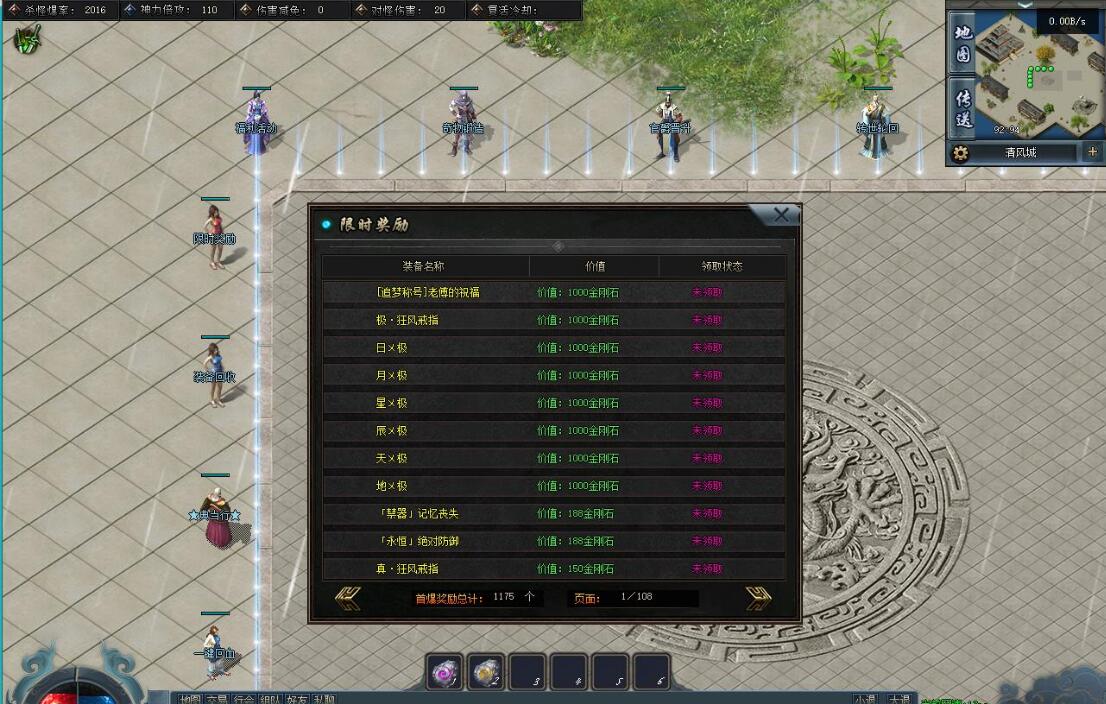 杀怪爆率： 2016 神力倍攻： 110 伤害减免： 0 对怪伤害： 20 复活冷却：
0.00B/s
地图
传送
92:94
清风城
福利活动
奇物锻造
官爵晋升
转世轮回
限时奖励
装备回收
★典当行★
一键回血
限时奖励
装备名称 价值 领取状态
[追梦称号]老傅的祝福 价值：1000金刚石 未领取
极·狂风戒指 价值：1000金刚石 未领取
日×极 价值：1000金刚石 未领取
月×极 价值：1000金刚石 未领取
星×极 价值：1000金刚石 未领取
辰×极 价值：1000金刚石 未领取
天×极 价值：1000金刚石 未领取
地×极 价值：1000金刚石 未领取
「禁器」记忆丧失 价值：188金刚石 未领取
「永恒」绝对防御 价值：188金刚石 未领取
真·狂风戒指 价值：150金刚石 未领取
首爆奖励总计： 1175 个 页面： 1/108
1 2 3 4 5 6
地图 交易 行会 组队 好友 私聊
小退 大退